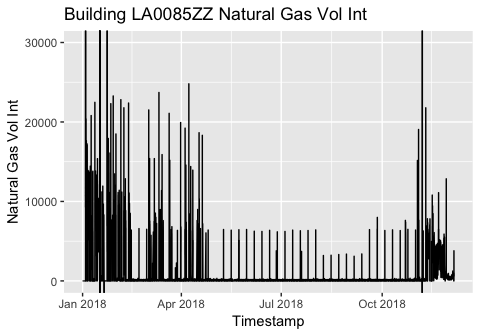 Building LA0085ZZ Natural Gas Vol Int
Natural Gas Vol Int
30000
20000
10000
0
Jan 2018 Apr 2018 Jul 2018 Oct 2018
Timestamp